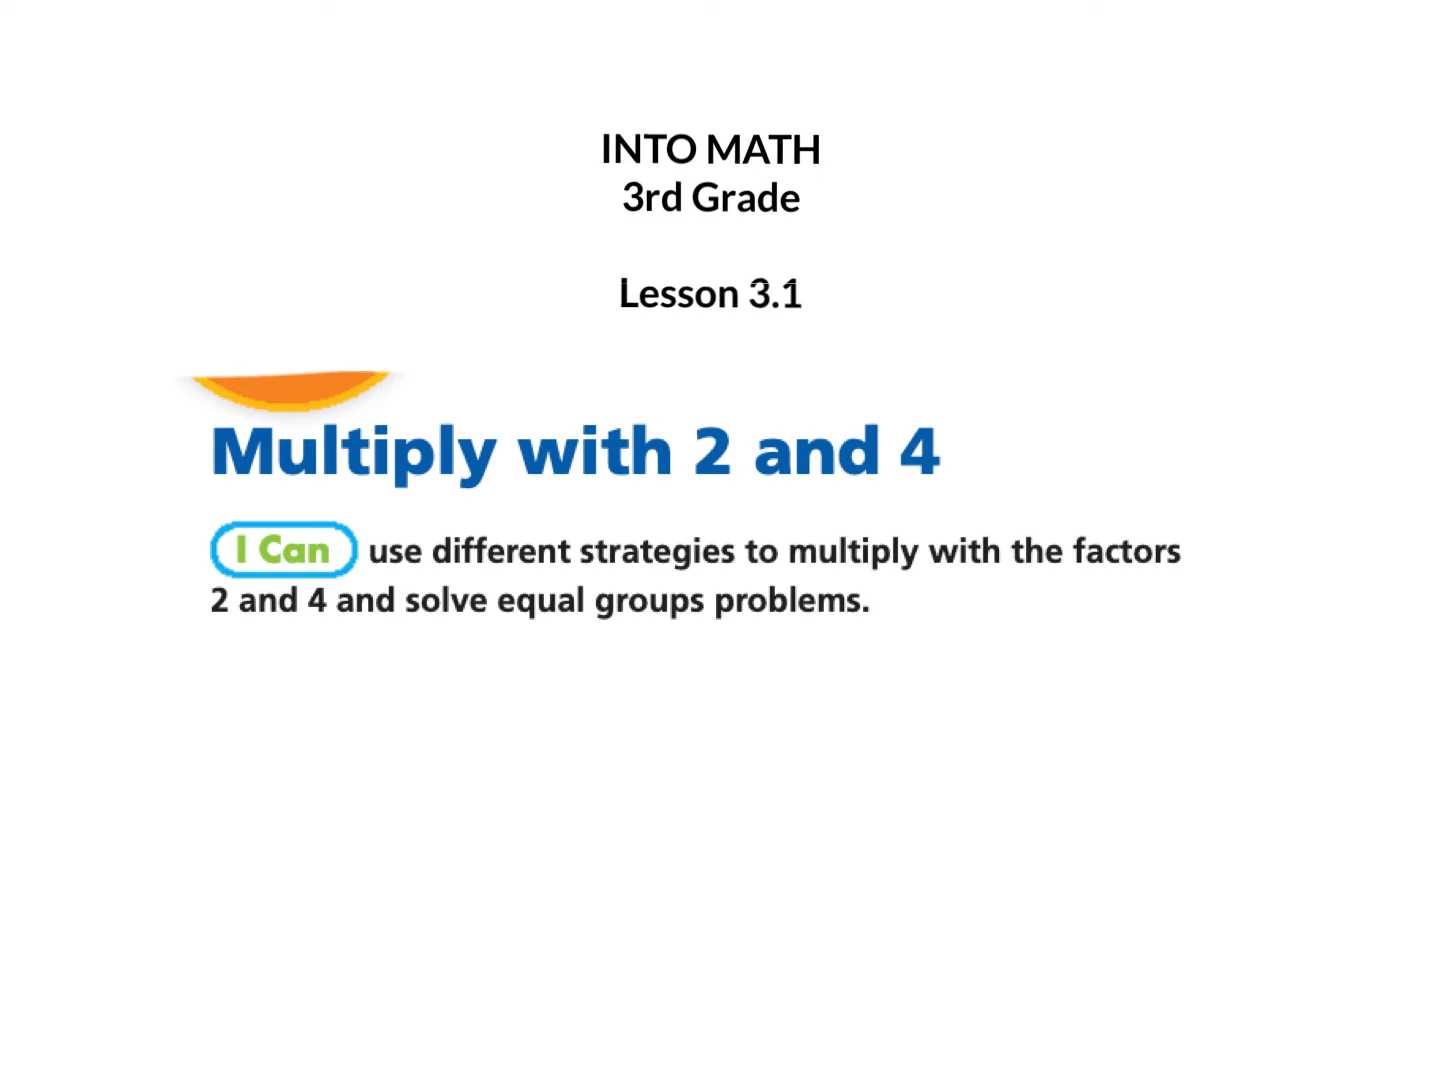 INTO MATH
3rd Grade
Lesson 3.1
Multiply with 2 and 4
I Can use different strategies to multiply with the factors
2 and 4 and solve equal groups problems.